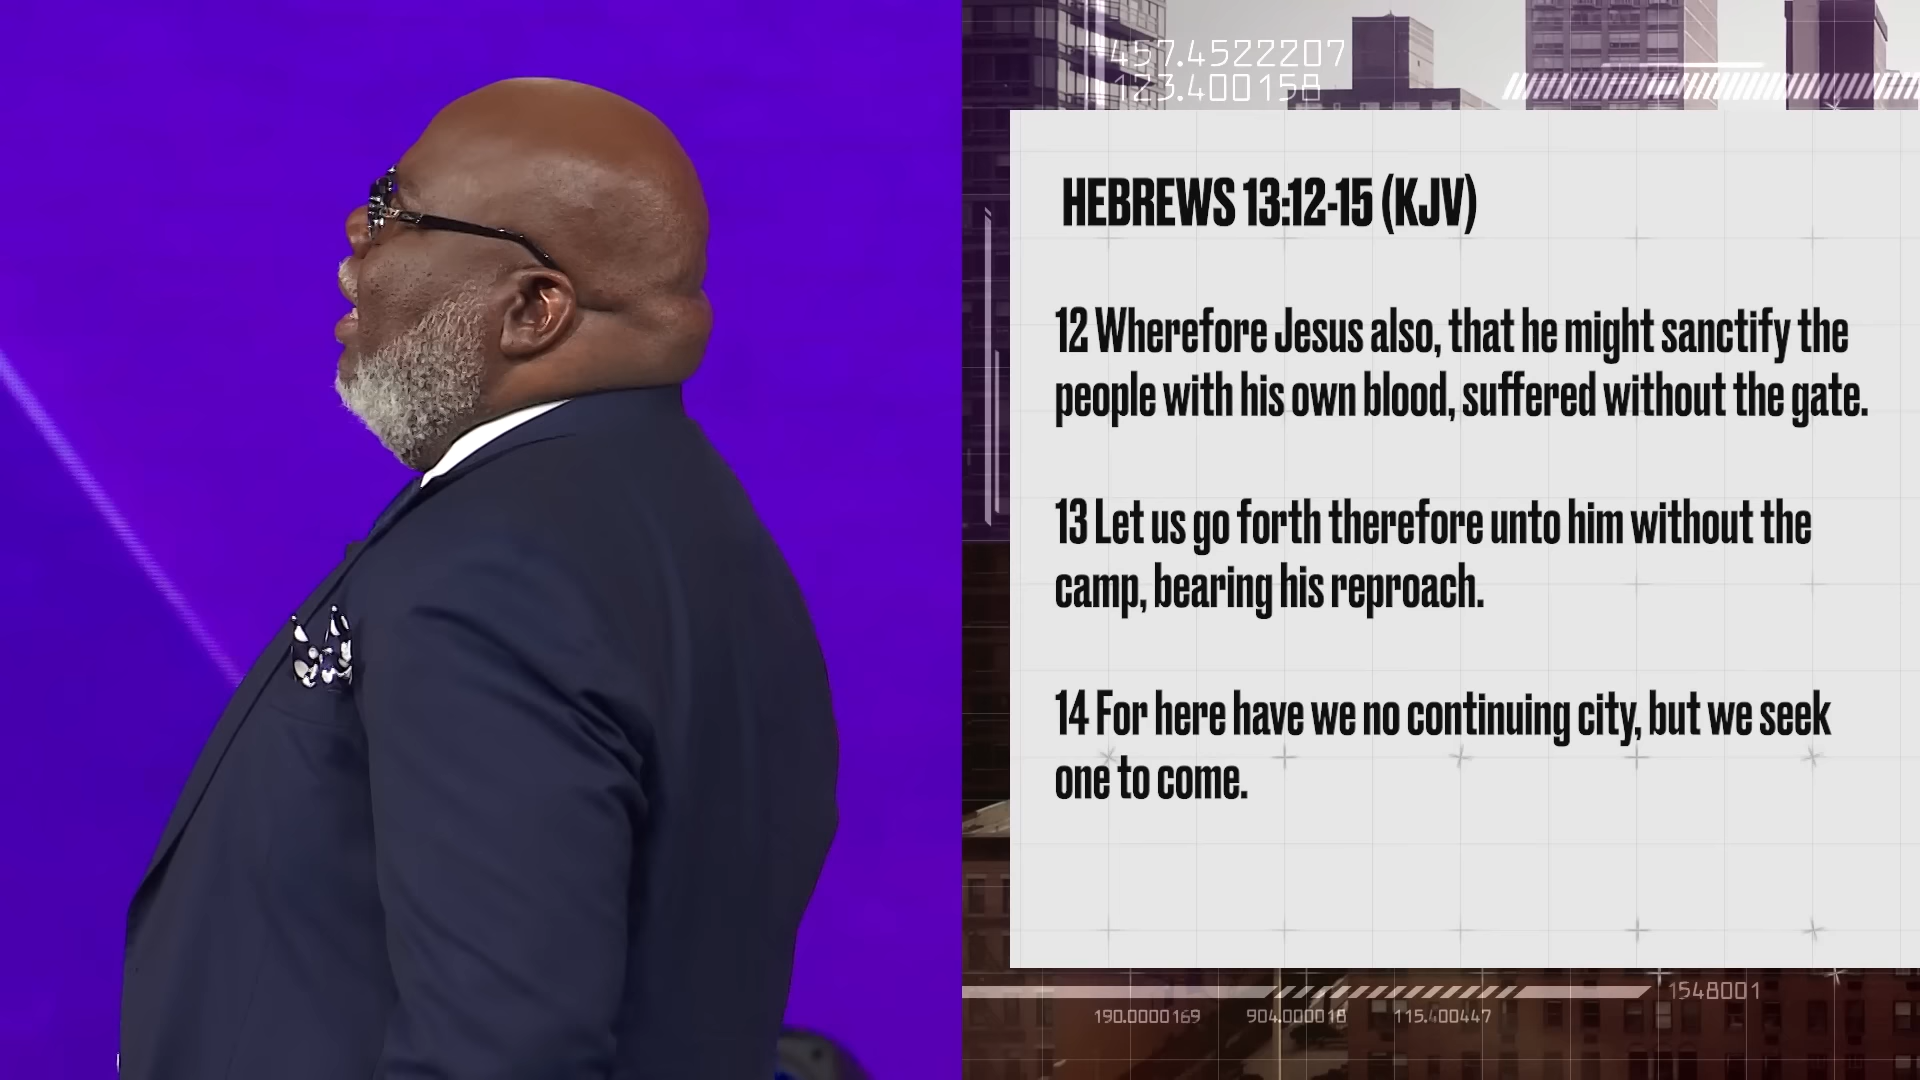 457.4522207
123.400158
HEBREWS 13:12-15 (KJV)
12 Wherefore Jesus also, that he might sanctify the
people with his own blood, suffered without the gate.
13 Let us go forth therefore unto him without the
camp, bearing his reproach.
14 For here have we no continuing city, but we seek
one to come.
1548001
190.0000169
904.000018
115.400447